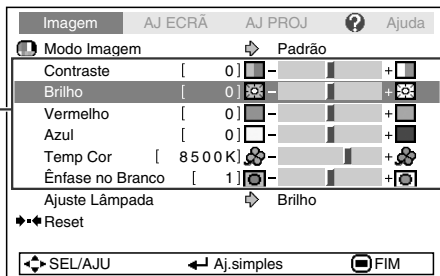 Imagem AJ ECRÃ AJ PROJ ? Ajuda
Modo Imagem Padrão
Contraste [ 0] - +
Brilho [ 0] - +
Vermelho [ 0] - +
Azul [ 0] - +
Temp Cor [ 8500K] - +
Ênfase no Branco [ 1] - +
Ajuste Lâmpada Brilho
Reset
SEL/AJU Aj.simples FIM